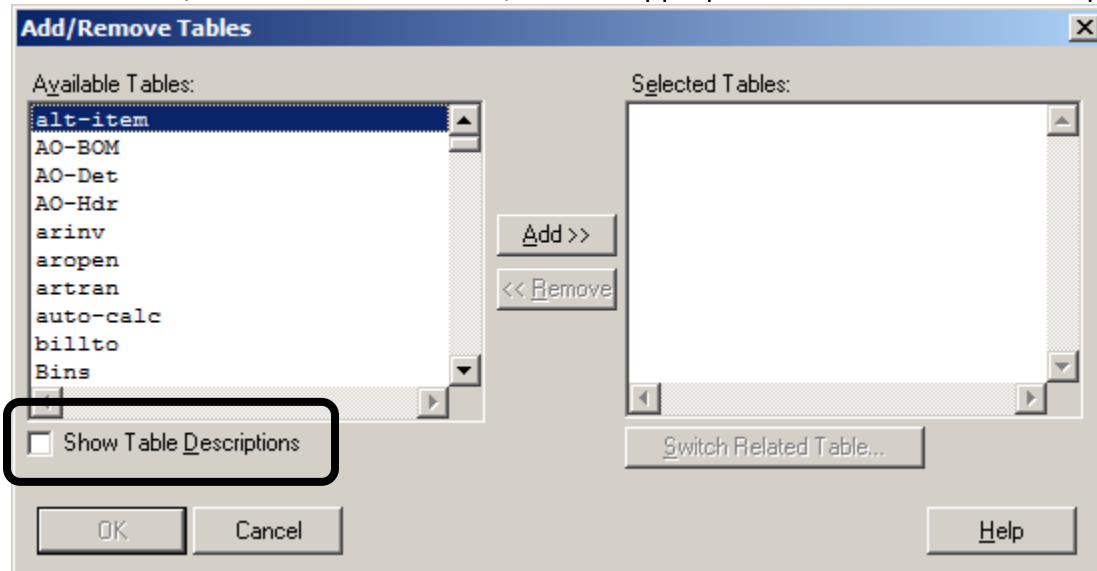 Add/Remove Tables
Available Tables:
Selected Tables:
alt-item
AO-BOM
AO-Det
AO-Hdr
arinv
aropen
artran
auto-calc
billto
Bins
Add >>
<< Remove
Show Table Descriptions
Switch Related Table...
OK
Cancel
Help